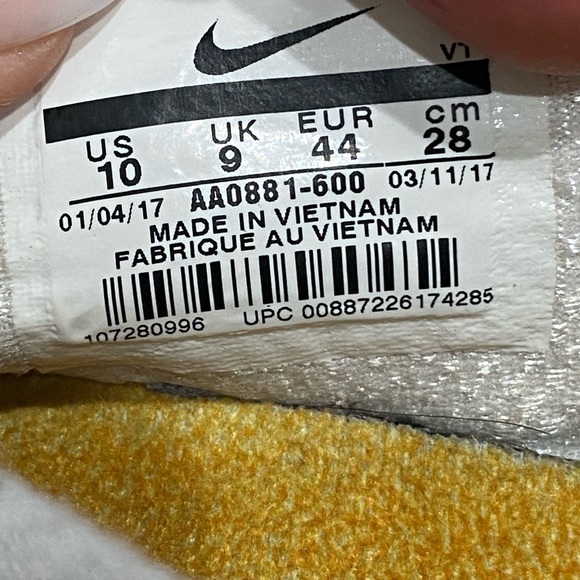 VT
US UK EUR cm
10 9 44 28
01/04/17 AA0881-600 03/11/17
MADE IN VIETNAM
FABRIQUE AU VIETNAM
107280996 UPC 00887226174285